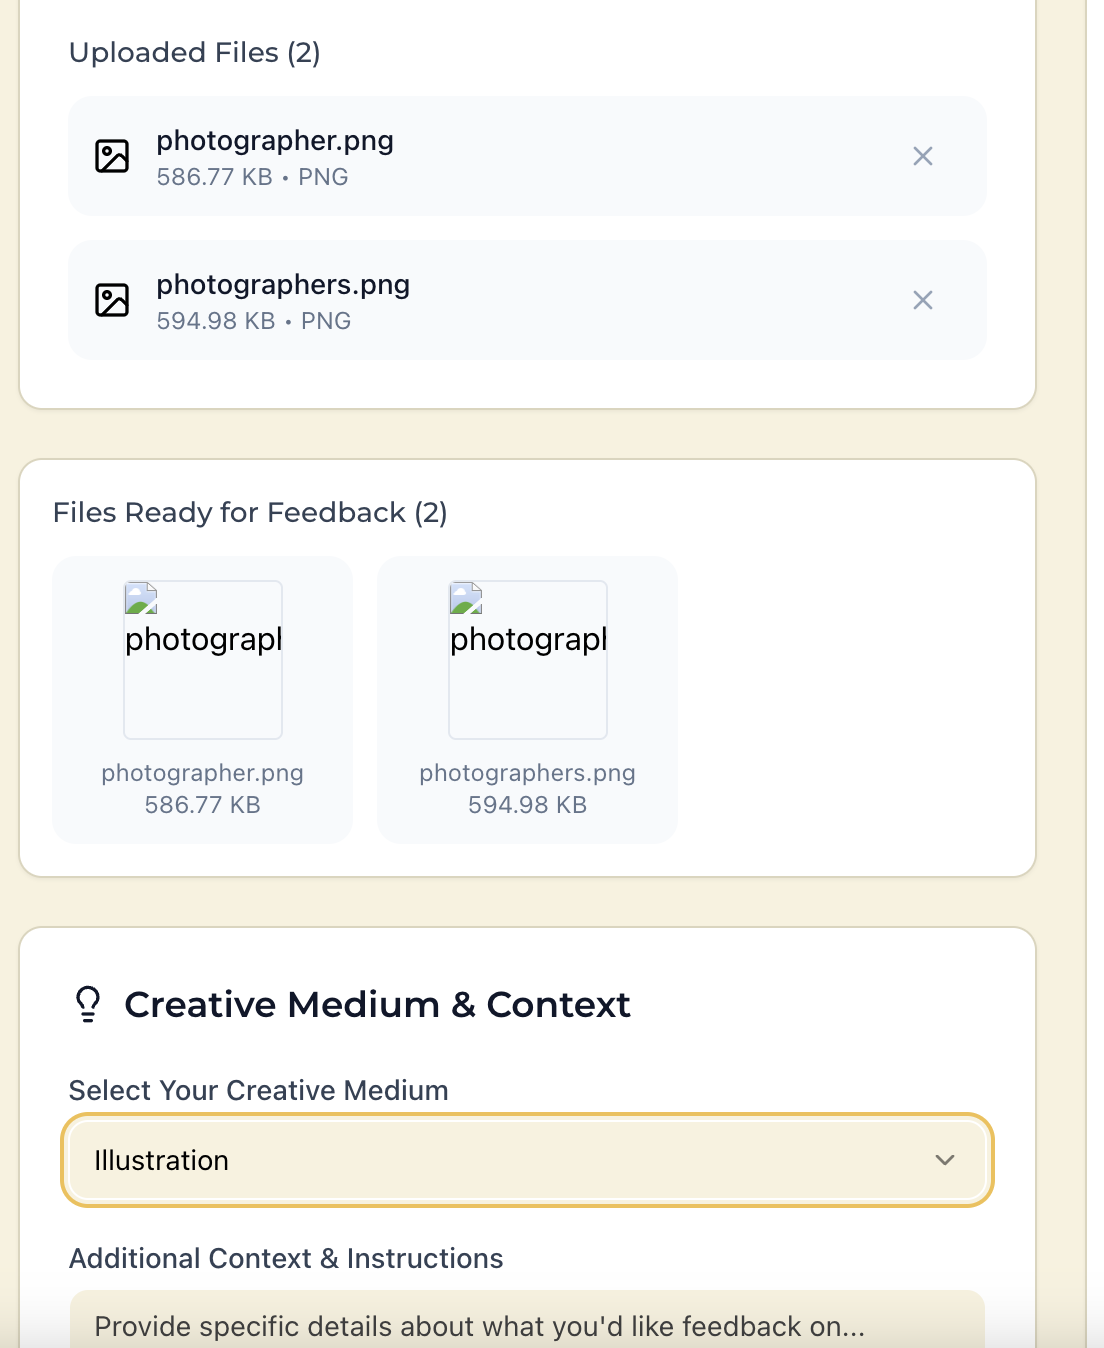 Uploaded Files (2)
photographer.png
586.77 KB • PNG
photographers.png
594.98 KB • PNG
Files Ready for Feedback (2)
photograph
photograph
photographer.png
photographers.png
586.77 KB
594.98 KB
Creative Medium & Context
Select Your Creative Medium
Illustration
Additional Context & Instructions
Provide specific details about what you'd like feedback on...